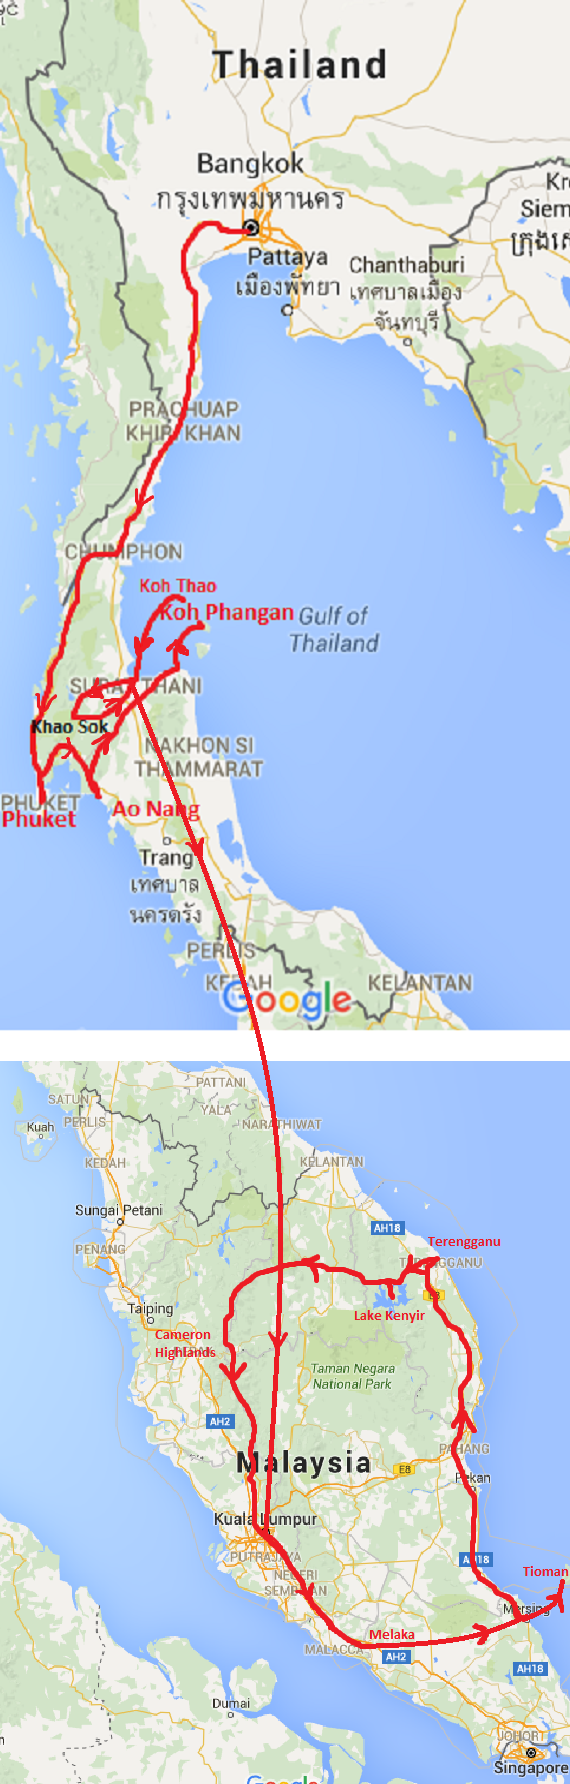 Thailand
Bangkok
กรุงเทพมหานคร
Pattaya
เมืองพัทยา
Chanthaburi
เทศบาลเมือง
จันทบุรี
Siem
PRACHUAP
KHIRI KHAN
CHUMPHON
Koh Thao
Koh Phangan
Gulf of
Thailand
SURAT THANI
Khao Sok
NAKHON SI
THAMMARAT
PHUKET
Phuket
Ao Nang
Trang
เทศบาล
นครตรัง
PERLIS
KEDAH
KELANTAN
Google
PATTANI
SATUN
YALA
PERLIS
NARATHIWAT
Kuah
KEDAH
KELANTAN
Sungai Petani
AH18
Terengganu
TERENGGANU
PENANG
E8
Taiping
Lake Kenyir
Cameron
Highlands
Taman Negara
National Park
AH2
Malaysia
PAHANG
E8
Pekan
Kuala Lumpur
PUTRAJAYA
AH18
NEGERI
SEMBILAN
Tioman
Mersing
Melaka
MALACCA
AH2
AH18
Dumai
JOHOR
Singapore
Google